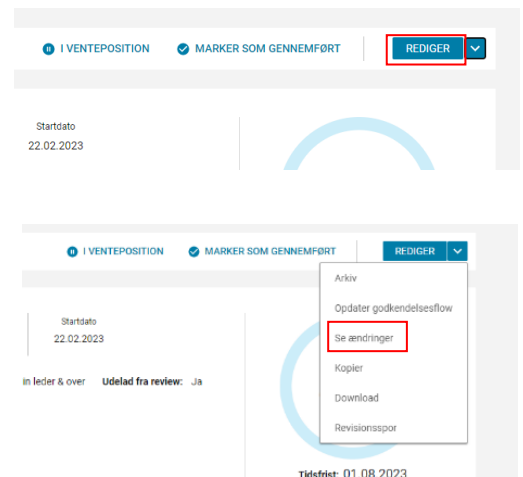 I VENTEPOSITION MARKER SOM GENNEMFØRT REDIGER
Startdato
22.02.2023
I VENTEPOSITION MARKER SOM GENNEMFØRT REDIGER
Arkiv
Opdater godkendelsesflow
Startdato
22.02.2023
Se ændringer
Kopier
in leder & over Udelad fra review: Ja
Download
Revisionsspor
Tidsfrist: 01.08.2023